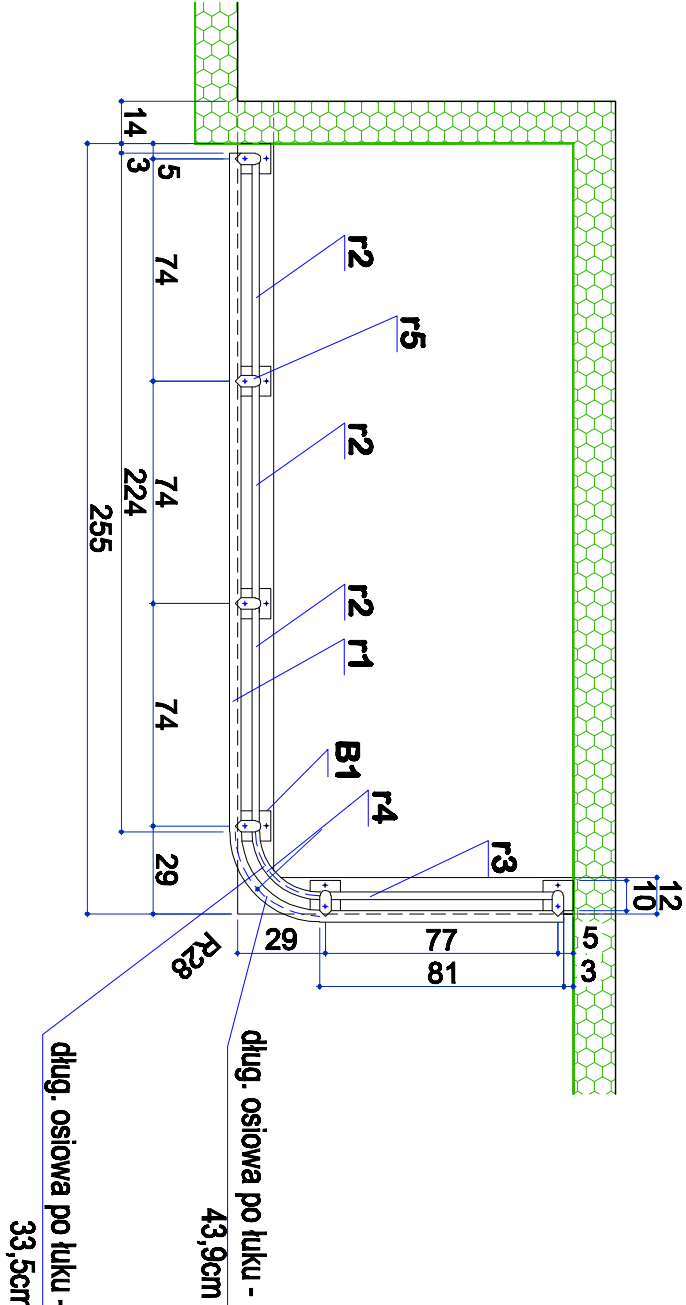 14
3
5
74
74
74
29
224
255
r2
r5
r2
r2
r1
B1
r4
r3
12
10
5
3
77
29
81
R28
dług. osiowa po łuku -
43,9cm
dług. osiowa po łuku -
33,5cm